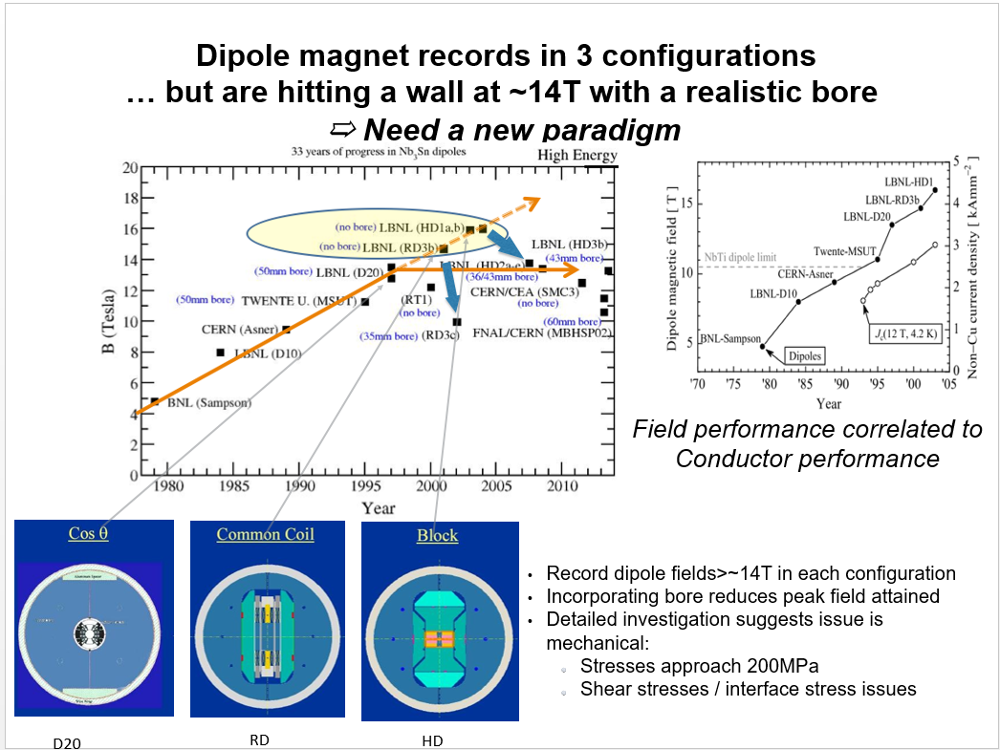 Dipole magnet records in 3 configurations
… but are hitting a wall at ~14T with a realistic bore
⇨ Need a new paradigm
33 years of progress in Nb3Sn dipoles
High Energy
B (Tesla)
20
18
16
14
12
10
8
6
4
2
0
(no bore) LBNL (HD1a,b)
(no bore) LBNL (RD3b)
LBNL (HD3b)
(43mm bore)
(50mm bore) LBNL (D20)
LBNL (HD2a-e)
(36/43mm bore)
CERN/CEA (SMC3)
(no bore)
(50mm bore) TWENTE U. (MSUT)
(RT1)
(no bore)
(60mm bore)
CERN (Asner)
(35mm bore) (RD3c)
FNAL/CERN (MBHSP02)
LBNL (D10)
BNL (Sampson)
1980 1985 1990 1995 2000 2005 2010
Year
Dipole magnetic field [ T ]
15
10
5
Non–Cu current density [ kAmm−2 ]
5
4
3
2
1
0
LBNL-HD1
LBNL-RD3b
LBNL-D20
Twente-MSUT
NbTi dipole limit
CERN-Asner
LBNL-D10
BNL-Sampson
Dipoles
Jc(12 T, 4.2 K)
'70 '75 '80 '85 '90 '95 '00 '05
Year
Field performance correlated to
Conductor performance
Cos θ
Common Coil
Block
D20
RD
HD
• Record dipole fields>~14T in each configuration
• Incorporating bore reduces peak field attained
• Detailed investigation suggests issue is
mechanical:
Stresses approach 200MPa
Shear stresses / interface stress issues